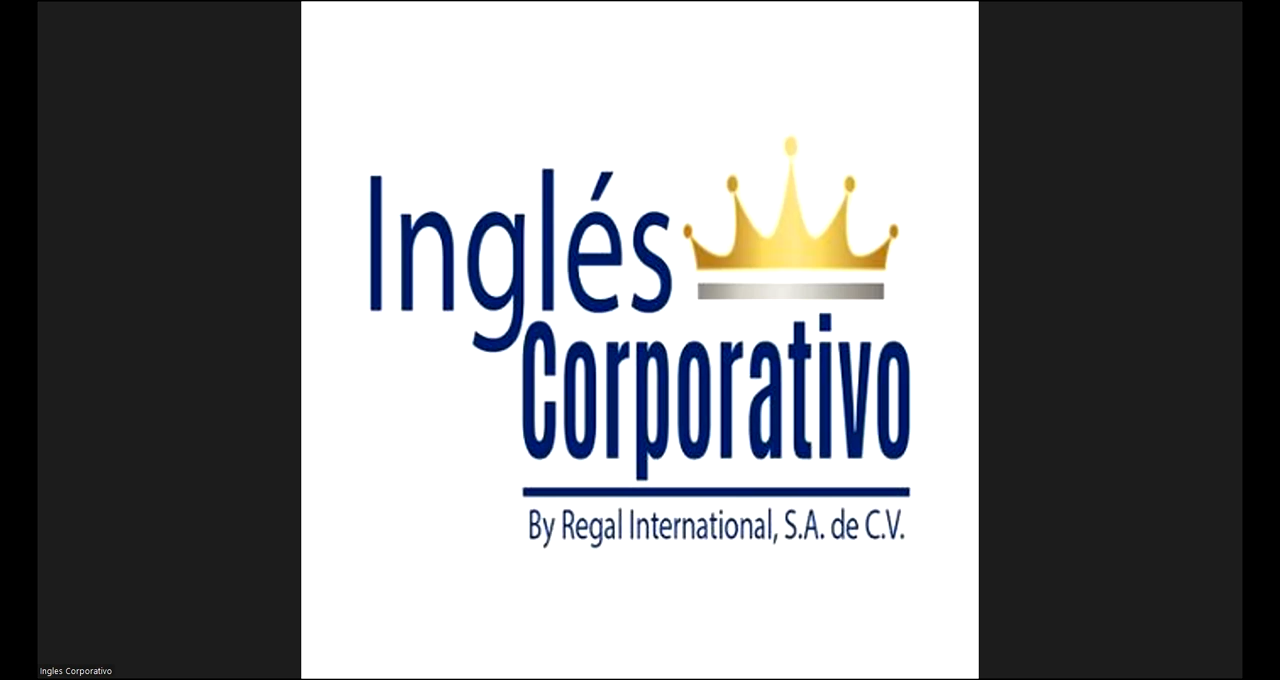 Inglés
Corporativo
By Regal International, S.A. de C.V.
Ingles Corporativo